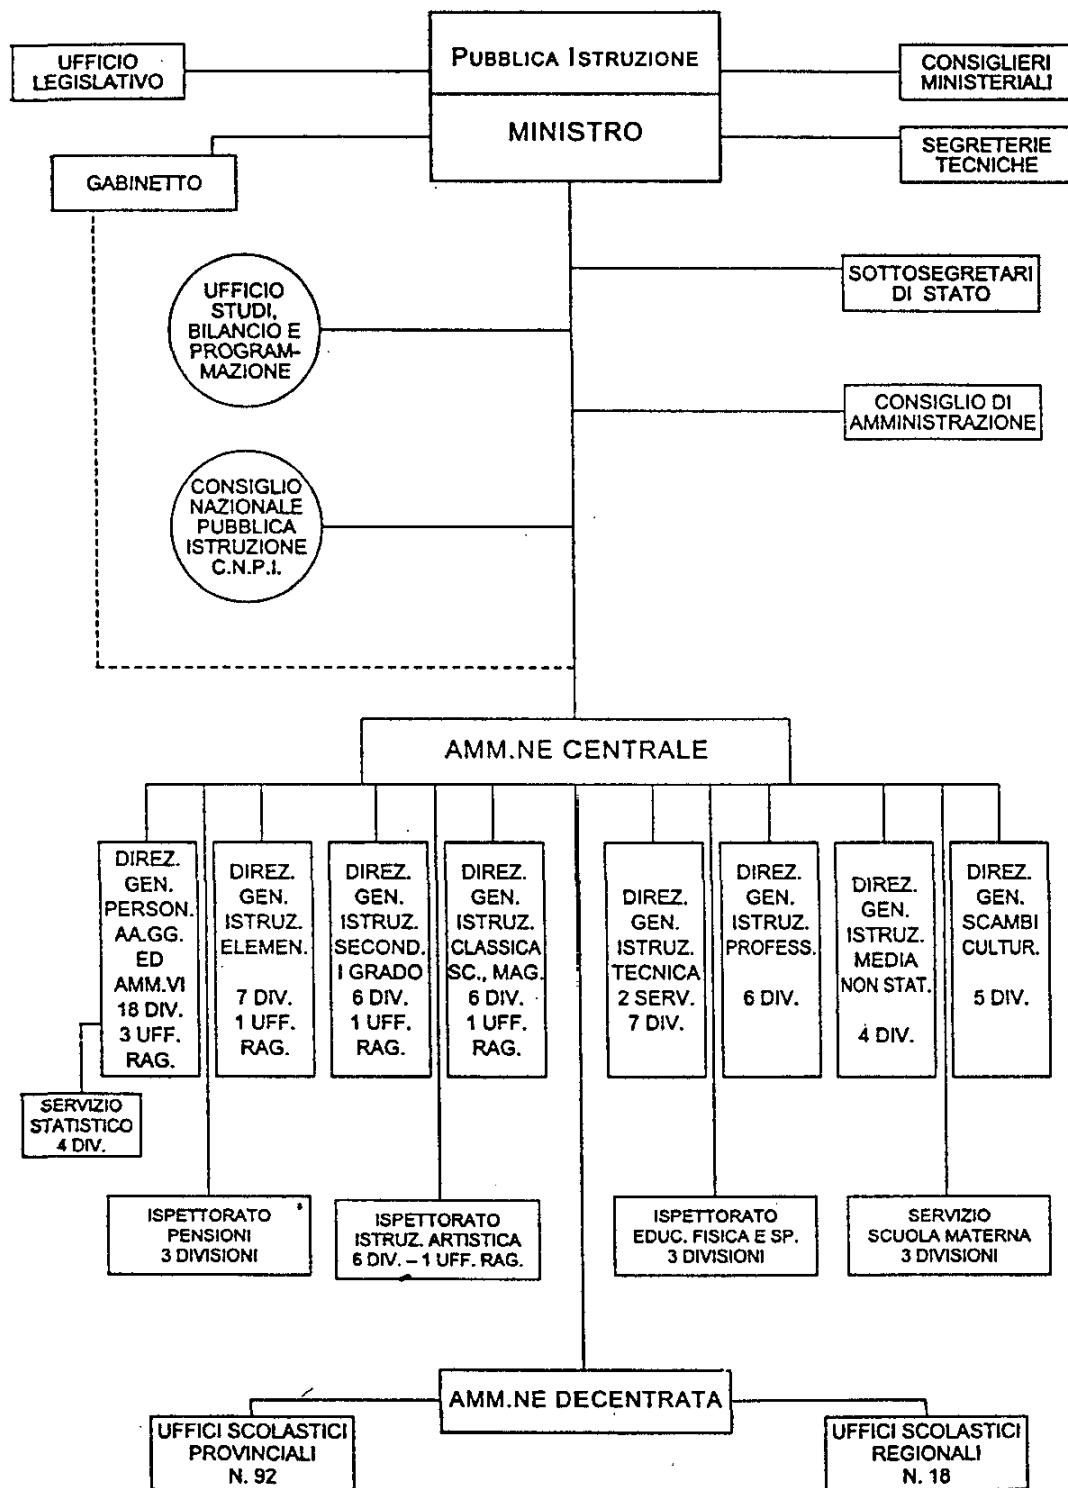 UFFICIO
LEGISLATIVO
PUBBLICA ISTRUZIONE
CONSIGLIERI
MINISTERIALI
MINISTRO
SEGRETERIE
TECNICHE
GABINETTO
UFFICIO
STUDI,
BILANCIO E
PROGRAM-
MAZIONE
SOTTOSEGRETARI
DI STATO
CONSIGLIO DI
AMMINISTRAZIONE
CONSIGLIO
NAZIONALE
PUBBLICA
ISTRUZIONE
C.N.P.I.
AMM.NE CENTRALE
DIREZ.
GEN.
PERSON.
AA.GG.
ED
AMM.VI
18 DIV.
3 UFF.
RAG.
DIREZ.
GEN.
ISTRUZ.
ELEMEN.
7 DIV.
1 UFF.
RAG.
DIREZ.
GEN.
ISTRUZ.
SECOND.
I GRADO
6 DIV.
1 UFF.
RAG.
DIREZ.
GEN.
ISTRUZ.
CLASSICA
SC., MAG.
6 DIV.
1 UFF.
RAG.
DIREZ.
GEN.
ISTRUZ.
TECNICA
2 SERV.
7 DIV.
DIREZ.
GEN.
ISTRUZ.
PROFESS.
6 DIV.
DIREZ.
GEN.
ISTRUZ.
MEDIA
NON STAT.
4 DIV.
DIREZ.
GEN.
SCAMBI
CULTUR.
5 DIV.
SERVIZIO
STATISTICO
4 DIV.
ISPETTORATO
PENSIONI
3 DIVISIONI
ISPETTORATO
ISTRUZ. ARTISTICA
6 DIV. – 1 UFF. RAG.
ISPETTORATO
EDUC. FISICA E SP.
3 DIVISIONI
SERVIZIO
SCUOLA MATERNA
3 DIVISIONI
AMM.NE DECENTRATA
UFFICI SCOLASTICI
PROVINCIALI
N. 92
UFFICI SCOLASTICI
REGIONALI
N. 18